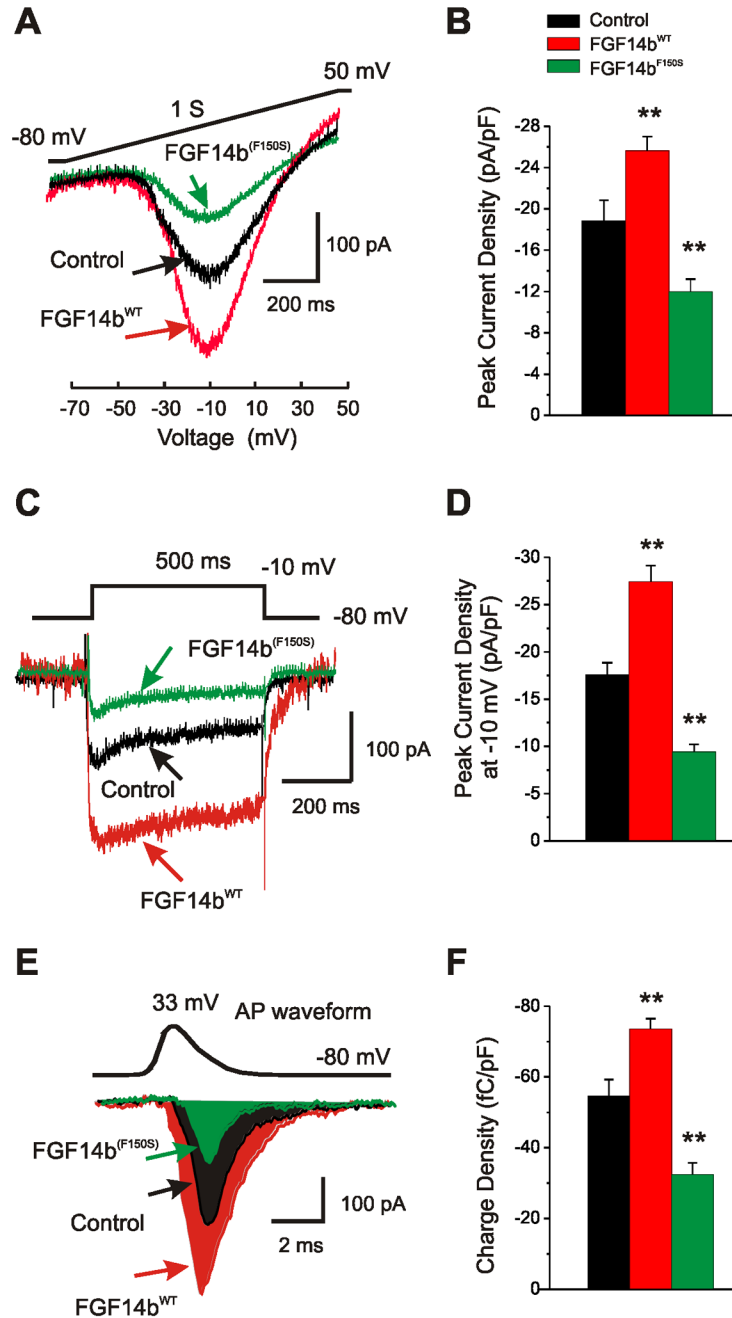 A
50 mV
1 S
-80 mV
FGF14b(F150S)
Control
100 pA
200 ms
FGF14bWT
-70 -50 -30 -10 10 30 50
Voltage (mV)
B
Control
FGF14bWT
FGF14bF150S
Peak Current Density (pA/pF)
-28
-24
-20
-16
-12
-8
-4
0
**
**
C
500 ms
-10 mV
-80 mV
FGF14b(F150S)
Control
100 pA
200 ms
FGF14bWT
D
Peak Current Density
at -10 mV (pA/pF)
-30
-25
-20
-15
-10
-5
0
**
**
E
33 mV
AP waveform
-80 mV
FGF14b(F150S)
Control
100 pA
2 ms
FGF14bWT
F
Charge Density (fC/pF)
-80
-60
-40
-20
0
**
**